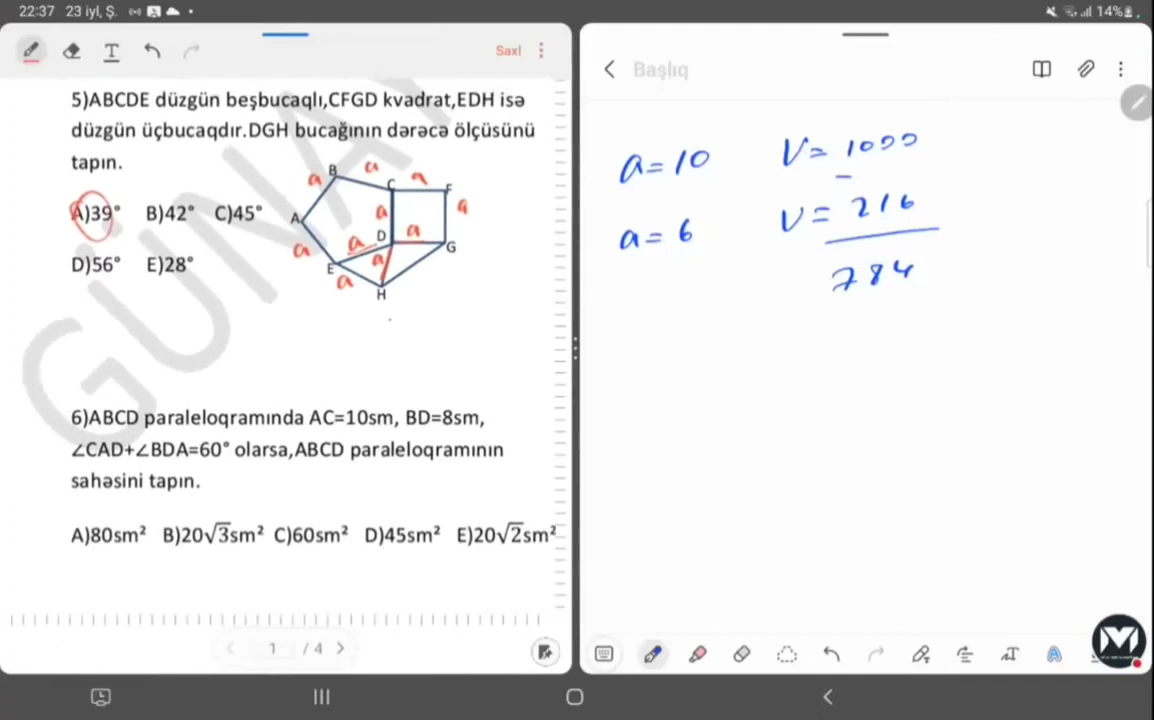 22:37 23 iyl, Ş.
14%
Saxl
Başlıq
GÜNAY
5)ABCDE düzgün beşbucaqlı,CFGD kvadrat,EDH isə
düzgün üçbucaqdır.DGH bucağının dərəcə ölçüsünü
tapın.
A)39° B)42° C)45°
D)56° E)28°
B
a
a
C
a
F
a
a
A
D
a
a
a
G
a
E
a
H
6)ABCD paraleloqramında AC=10sm, BD=8sm,
∠CAD+∠BDA=60° olarsa,ABCD paraleloqramının
sahəsini tapın.
A)80sm² B)20√3sm² C)60sm² D)45sm² E)20√2sm²
1 / 4
a=10 V=1000
a=6 V=216
784